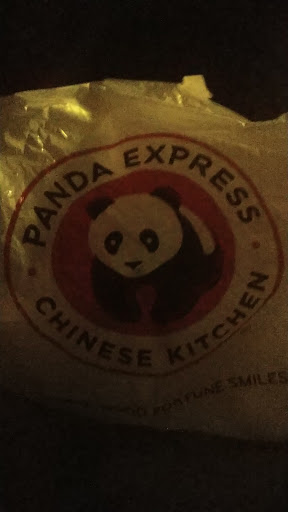 PANDA EXPRESS
CHINESE KITCHEN
FORTUNE SMILES